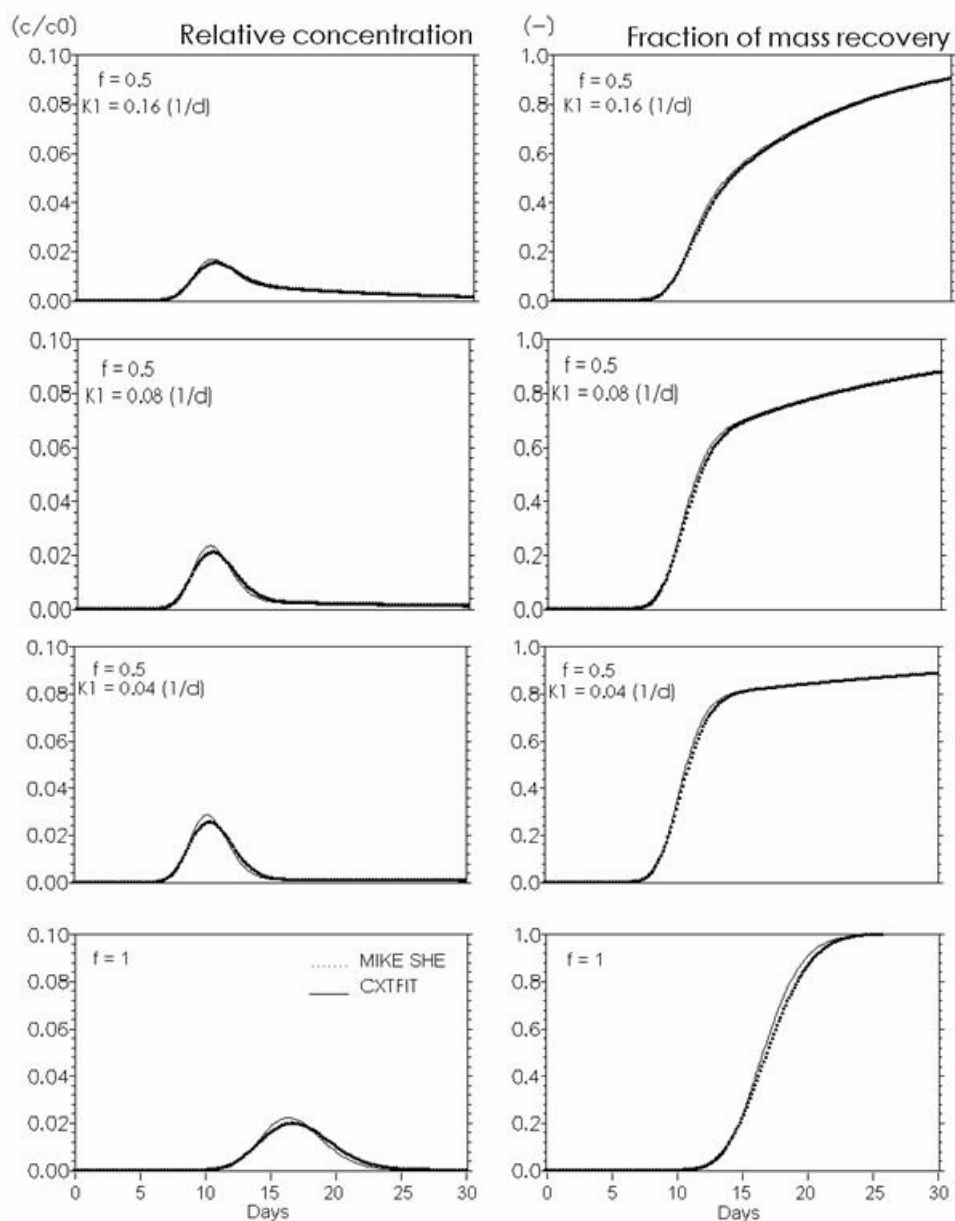 (c/c0) Relative concentration
0.10
f = 0.5
0.08
K1 = 0.16 (1/d)
0.06
0.04
0.02
0.00
(-) Fraction of mass recovery
1.0
f = 0.5
0.8
K1 = 0.16 (1/d)
0.6
0.4
0.2
0.0
0.10
f = 0.5
0.08
K1 = 0.08 (1/d)
0.06
0.04
0.02
0.00
1.0
f = 0.5
0.8
K1 = 0.08 (1/d)
0.6
0.4
0.2
0.0
0.10
f = 0.5
0.08
K1 = 0.04 (1/d)
0.06
0.04
0.02
0.00
1.0
f = 0.5
0.8
K1 = 0.04 (1/d)
0.6
0.4
0.2
0.0
0.10
f = 1
MIKE SHE
CXTFIT
0.08
0.06
0.04
0.02
0.00
0 5 10 15 20 25 30
Days
1.0
f = 1
0.8
0.6
0.4
0.2
0.0
0 5 10 15 20 25 30
Days